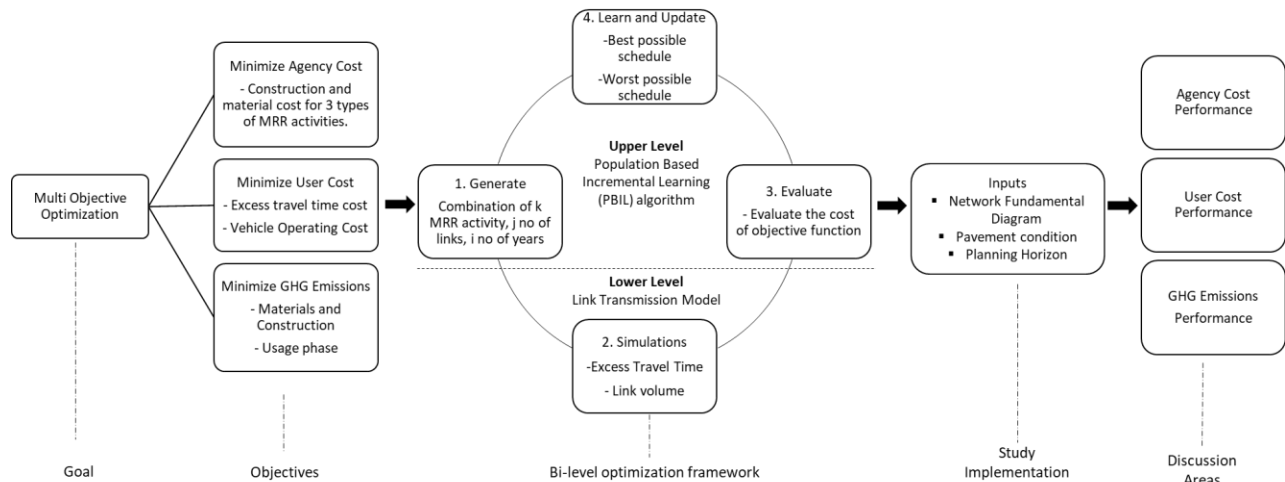 Multi Objective
Optimization
Minimize Agency Cost
- Construction and
material cost for 3 types
of MRR activities.
Minimize User Cost
- Excess travel time cost
- Vehicle Operating Cost
Minimize GHG Emissions
- Materials and
Construction
- Usage phase
4. Learn and Update
-Best possible
schedule
-Worst possible
schedule
Upper Level
Population Based
Incremental Learning
(PBIL) algorithm
1. Generate
Combination of k
MRR activity, j no of
links, i no of years
3. Evaluate
- Evaluate the cost
of objective function
Lower Level
Link Transmission Model
2. Simulations
-Excess Travel Time
- Link volume
Inputs
▪ Network Fundamental
Diagram
▪ Pavement condition
▪ Planning Horizon
Agency Cost
Performance
User Cost
Performance
GHG Emissions
Performance
Goal
Objectives
Bi-level optimization framework
Study
Implementation
Discussion
Areas